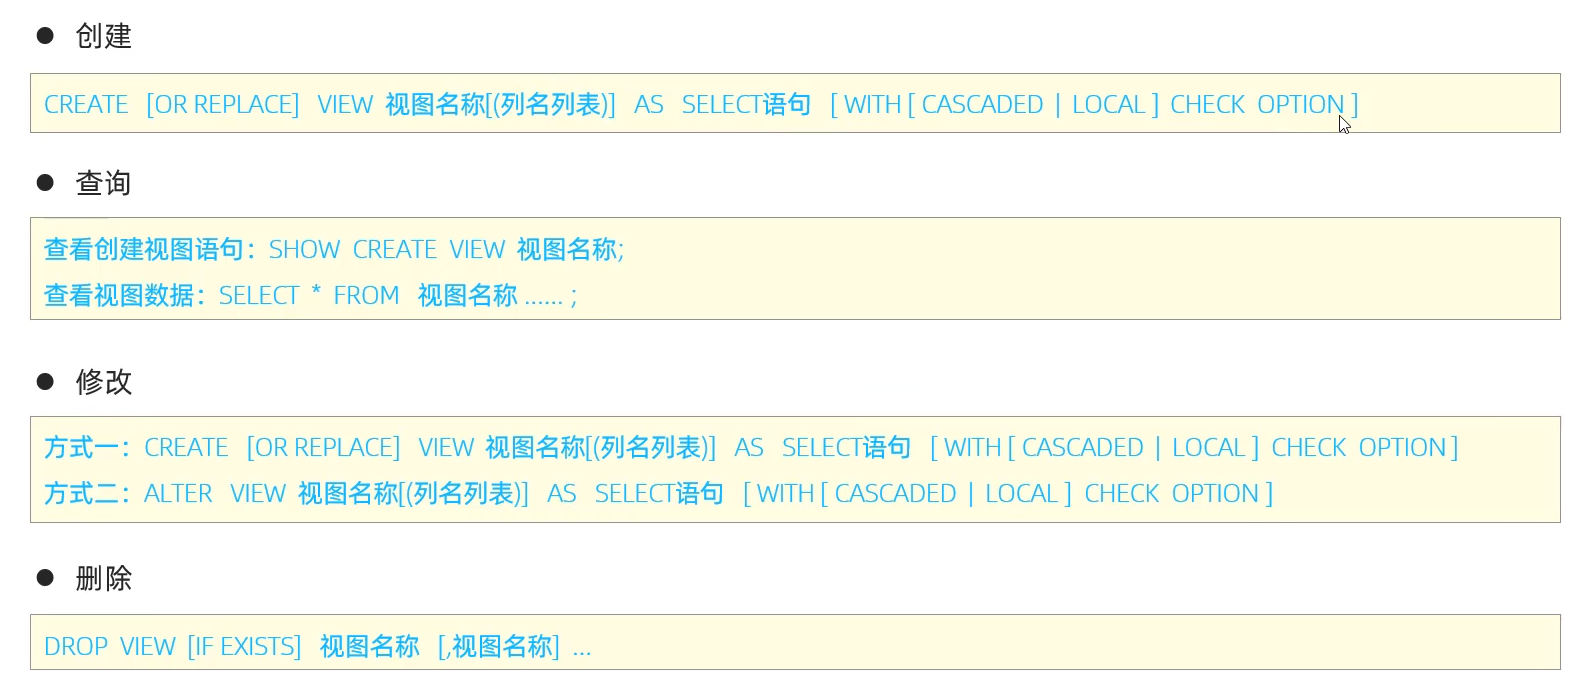 ● 创建
CREATE [OR REPLACE] VIEW 视图名称[(列名列表)] AS SELECT语句 [ WITH [ CASCADED | LOCAL ] CHECK OPTION ]
● 查询
查看创建视图语句：SHOW CREATE VIEW 视图名称;
查看视图数据：SELECT * FROM 视图名称 ...... ;
● 修改
方式一：CREATE [OR REPLACE] VIEW 视图名称[(列名列表)] AS SELECT语句 [ WITH [ CASCADED | LOCAL ] CHECK OPTION ]
方式二：ALTER VIEW 视图名称[(列名列表)] AS SELECT语句 [ WITH [ CASCADED | LOCAL ] CHECK OPTION ]
● 删除
DROP VIEW [IF EXISTS] 视图名称 [,视图名称] ...